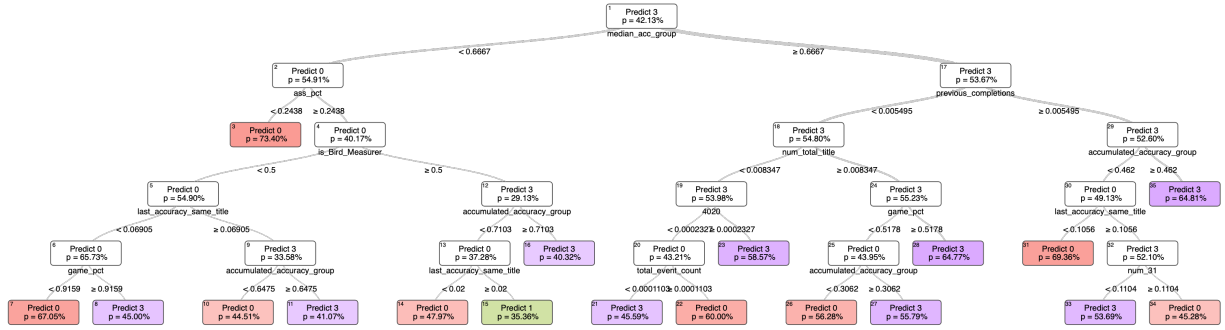 1 Predict 3
p = 42.13%
median_acc_group
< 0.6667 ≥ 0.6667
2 Predict 0
p = 54.91%
ass_pct
17 Predict 3
p = 53.67%
previous_completions
< 0.2438 ≥ 0.2438
< 0.005495 ≥ 0.005495
3 Predict 0
p = 73.40%
4 Predict 0
p = 40.17%
is_Bird_Measurer
18 Predict 3
p = 54.80%
num_total_title
29 Predict 3
p = 52.60%
accumulated_accuracy_group
< 0.5 ≥ 0.5
< 0.008347 ≥ 0.008347
< 0.462 ≥ 0.462
5 Predict 0
p = 54.90%
last_accuracy_same_title
12 Predict 3
p = 29.13%
accumulated_accuracy_group
19 Predict 3
p = 53.98%
4020
24 Predict 3
p = 55.23%
game_pct
30 Predict 0
p = 49.13%
last_accuracy_same_title
35 Predict 3
p = 64.81%
< 0.06905 ≥ 0.06905
< 0.7103 ≥ 0.7103
< 0.0002327 ≥ 0.0002327
< 0.5178 ≥ 0.5178
< 0.1056 ≥ 0.1056
6 Predict 0
p = 65.73%
game_pct
9 Predict 3
p = 33.58%
accumulated_accuracy_group
13 Predict 0
p = 37.28%
last_accuracy_same_title
16 Predict 3
p = 40.32%
20 Predict 0
p = 43.21%
total_event_count
23 Predict 3
p = 58.57%
25 Predict 0
p = 43.95%
accumulated_accuracy_group
28 Predict 3
p = 64.77%
31 Predict 0
p = 69.36%
32 Predict 3
p = 52.10%
num_31
< 0.9159 ≥ 0.9159
< 0.6475 ≥ 0.6475
< 0.02 ≥ 0.02
< 0.0001103 ≥ 0.0001103
< 0.3062 ≥ 0.3062
< 0.1104 ≥ 0.1104
7 Predict 0
p = 67.05%
8 Predict 3
p = 45.00%
10 Predict 0
p = 44.51%
11 Predict 3
p = 41.07%
14 Predict 0
p = 47.97%
15 Predict 1
p = 35.36%
21 Predict 3
p = 45.59%
22 Predict 0
p = 60.00%
26 Predict 0
p = 56.28%
27 Predict 3
p = 55.79%
33 Predict 3
p = 53.69%
34 Predict 0
p = 45.28%